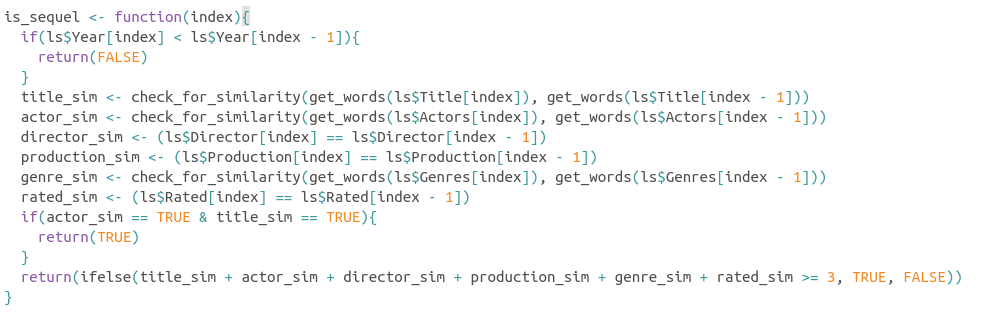 is_sequel <- function(index){
  if(ls$Year[index] < ls$Year[index - 1]){
    return(FALSE)
  }
  title_sim <- check_for_similarity(get_words(ls$Title[index]), get_words(ls$Title[index - 1]))
  actor_sim <- check_for_similarity(get_words(ls$Actors[index]), get_words(ls$Actors[index - 1]))
  director_sim <- (ls$Director[index] == ls$Director[index - 1])
  production_sim <- (ls$Production[index] == ls$Production[index - 1])
  genre_sim <- check_for_similarity(get_words(ls$Genres[index]), get_words(ls$Genres[index - 1]))
  rated_sim <- (ls$Rated[index] == ls$Rated[index - 1])
  if(actor_sim == TRUE & title_sim == TRUE){
    return(TRUE)
  }
  return(ifelse(title_sim + actor_sim + director_sim + production_sim + genre_sim + rated_sim >= 3, TRUE, FALSE))
}